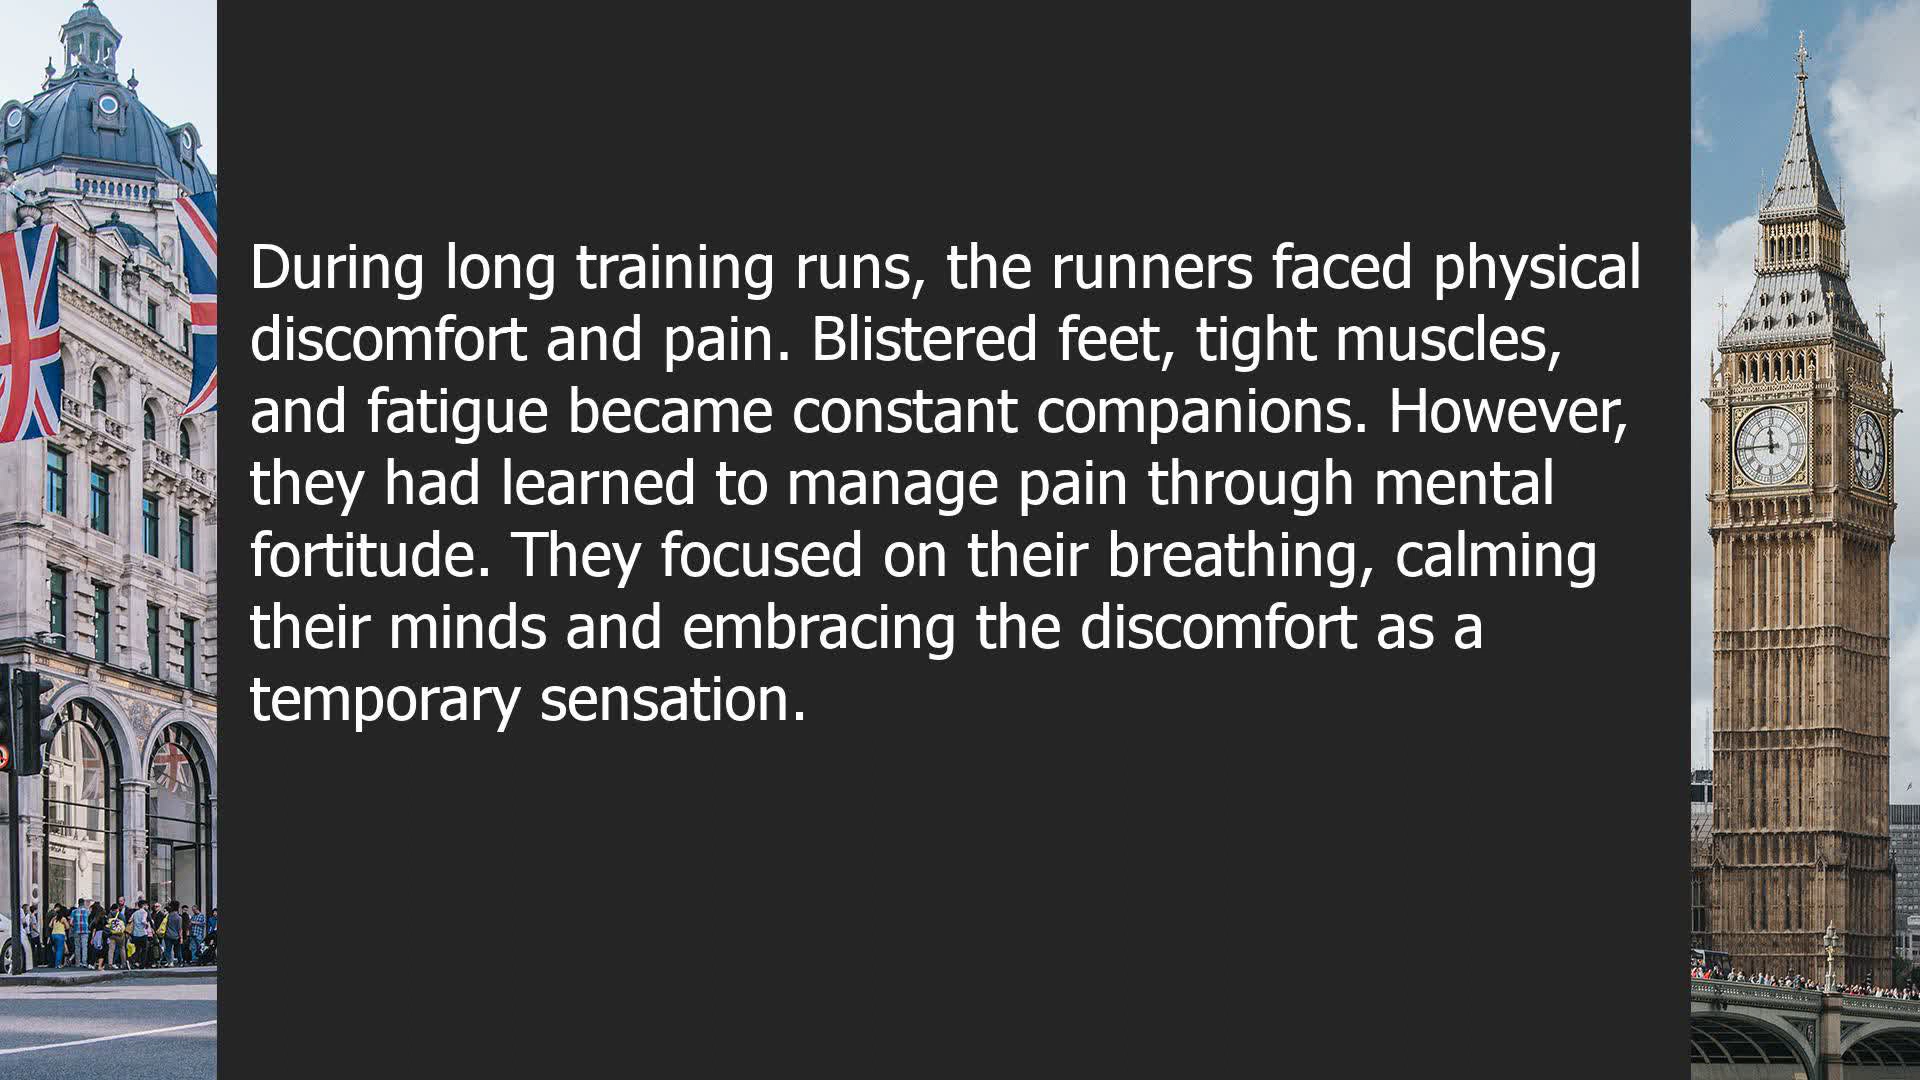 During long training runs, the runners faced physical
discomfort and pain. Blistered feet, tight muscles,
and fatigue became constant companions. However,
they had learned to manage pain through mental
fortitude. They focused on their breathing, calming
their minds and embracing the discomfort as a
temporary sensation.